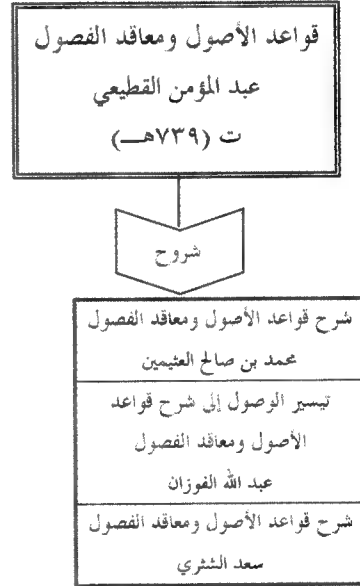 قواعد الأصول ومعاقد الفصول
عبد المؤمن القطيعي
ت (٧٣٩هــ)
شروح
شرح قواعد الأصول ومعاقد الفصول
محمد بن صالح العثيمين
تيسير الوصول إلى شرح قواعد
الأصول ومعاقد الفصول
عبد الله الفوزان
شرح قواعد الأصول ومعاقد الفصول
سعد الشثري